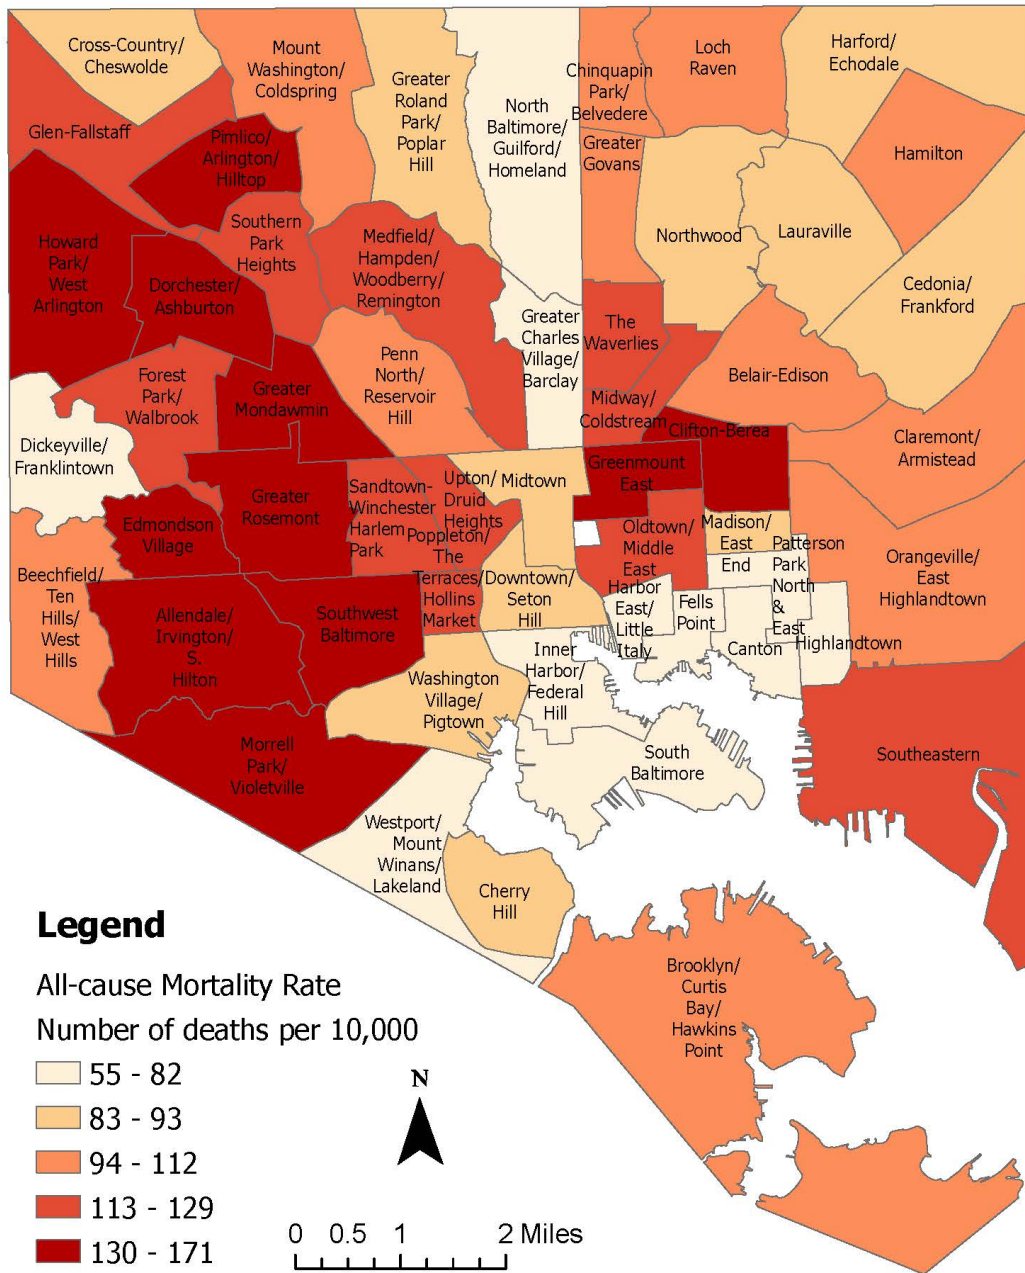 Cross-Country/
Cheswolde
Mount
Washington/
Coldspring
Greater
Roland
Park/
Poplar
Hill
North
Baltimore/
Guilford/
Homeland
Chinquapin
Park/
Belvedere
Loch
Raven
Harford/
Echodale
Glen-Fallstaff
Pimlico/
Arlington/
Hilltop
Greater
Govans
Hamilton
Howard
Park/
West
Arlington
Dorchester/
Ashburton
Southern
Park
Heights
Medfield/
Hampden/
Woodberry/
Remington
Northwood
Lauraville
Cedonia/
Frankford
Greater
Charles
Village/
Barclay
The
Waverlies
Forest
Park/
Walbrook
Greater
Mondawmin
Penn
North/
Reservoir
Hill
Midway/
Coldstream
Belair-Edison
Dickeyville/
Franklintown
Clifton-Berea
Claremont/
Armistead
Greater
Rosemont
Sandtown-
Winchester
Harlem
Park
Upton/
Druid
Heights
Midtown
Greenmount
East
Edmondson
Village
Poppleton/
The
Terraces/
Hollins
Market
Oldtown/
Middle
East
Madison/
East
End
Patterson
Park
North
&
East
Orangeville/
East
Highlandtown
Beechfield/
Ten
Hills/
West
Hills
Allendale/
Irvington/
S.
Hilton
Southwest
Baltimore
Downtown/
Seton
Hill
Harbor
East/
Little
Italy
Fells
Point
Canton
Highlandtown
Washington
Village/
Pigtown
Inner
Harbor/
Federal
Hill
Morrell
Park/
Violetville
South
Baltimore
Southeastern
Westport/
Mount
Winans/
Lakeland
Cherry
Hill
Brooklyn/
Curtis
Bay/
Hawkins
Point
Legend
All-cause Mortality Rate
Number of deaths per 10,000
55 - 82
83 - 93
94 - 112
113 - 129
130 - 171
N
0 0.5 1 2 Miles